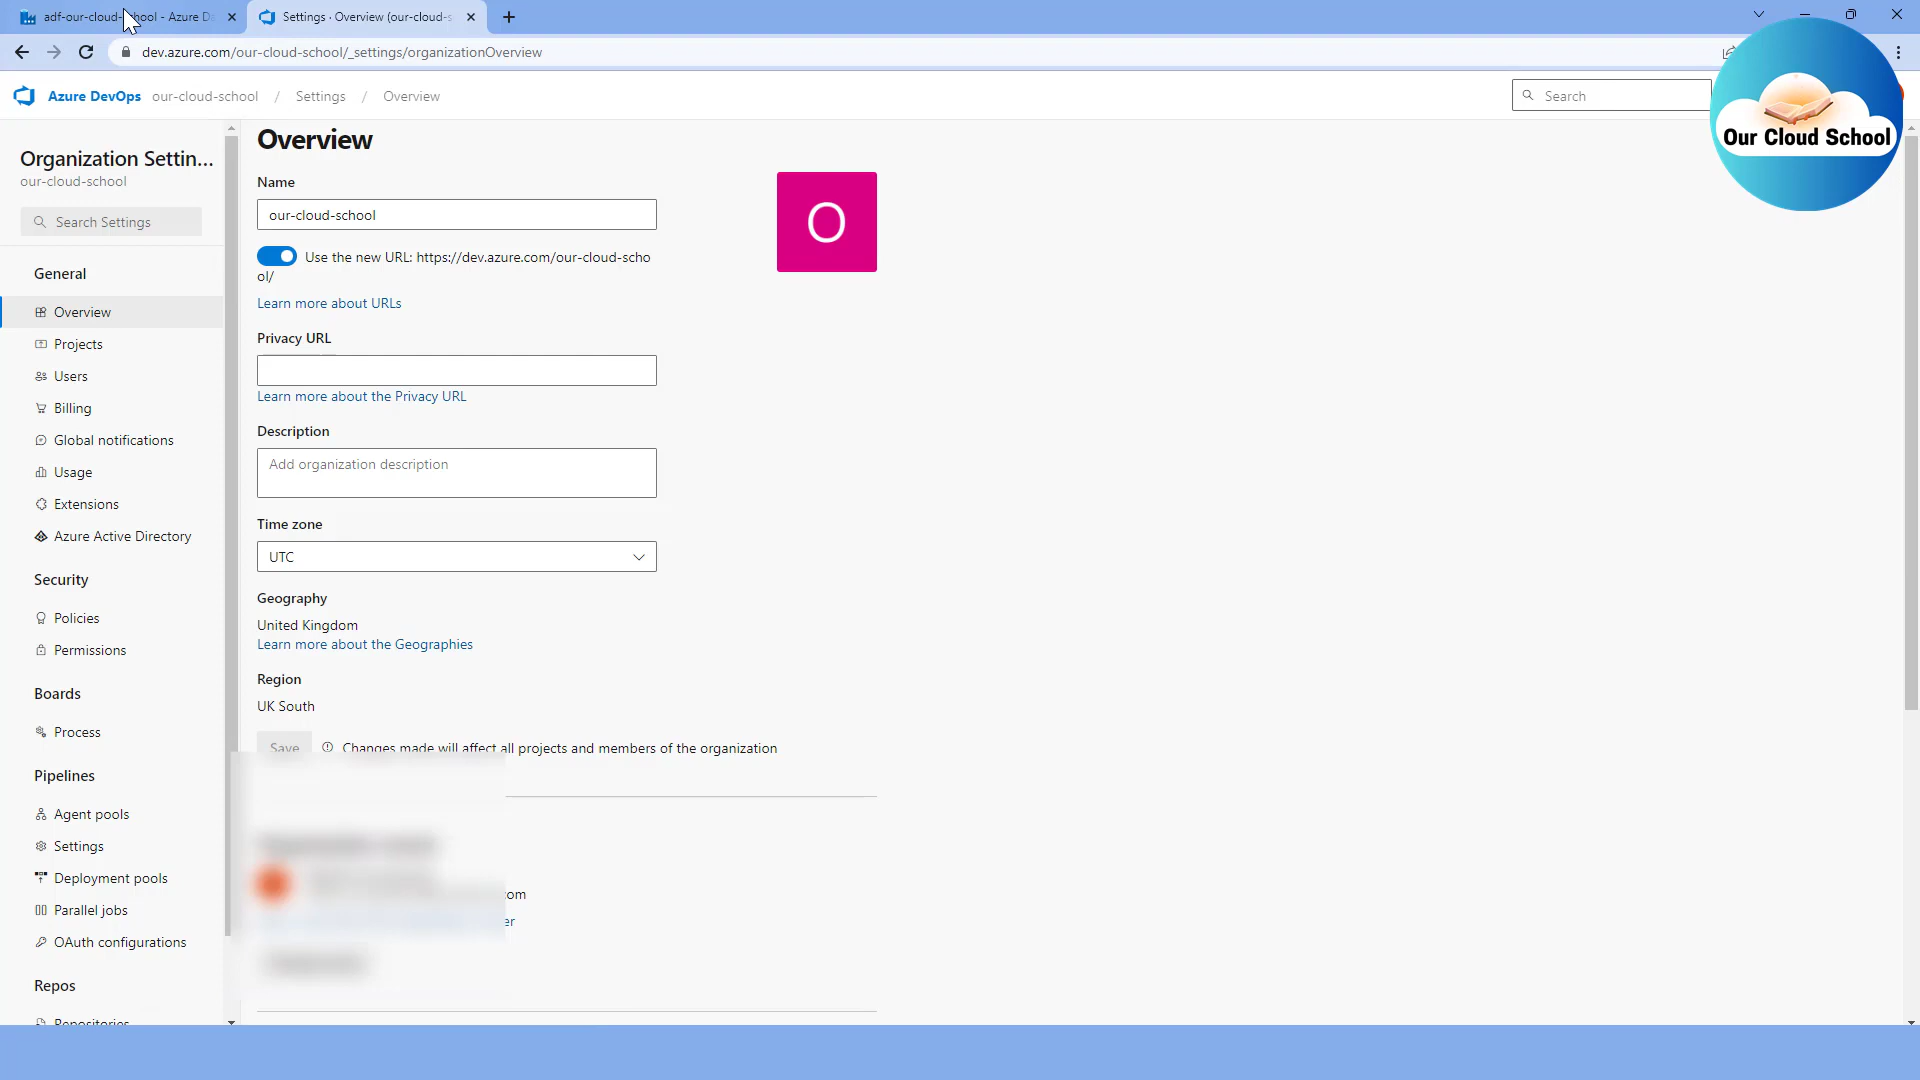 adf-our-cloud-school - Azure Da
Settings · Overview (our-cloud-s
dev.azure.com/our-cloud-school/_settings/organizationOverview
Azure DevOps our-cloud-school / Settings / Overview
Search
Our Cloud School
Organization Settin...
our-cloud-school
Search Settings
General
Overview
Projects
Users
Billing
Global notifications
Usage
Extensions
Azure Active Directory
Security
Policies
Permissions
Boards
Process
Pipelines
Agent pools
Settings
Deployment pools
Parallel jobs
OAuth configurations
Repos
Repositories
Overview
Name
our-cloud-school
O
Use the new URL: https://dev.azure.com/our-cloud-scho
ol/
Learn more about URLs
Privacy URL
Learn more about the Privacy URL
Description
Add organization description
Time zone
UTC
Geography
United Kingdom
Learn more about the Geographies
Region
UK South
Save
Changes made will affect all projects and members of the organization
com
er